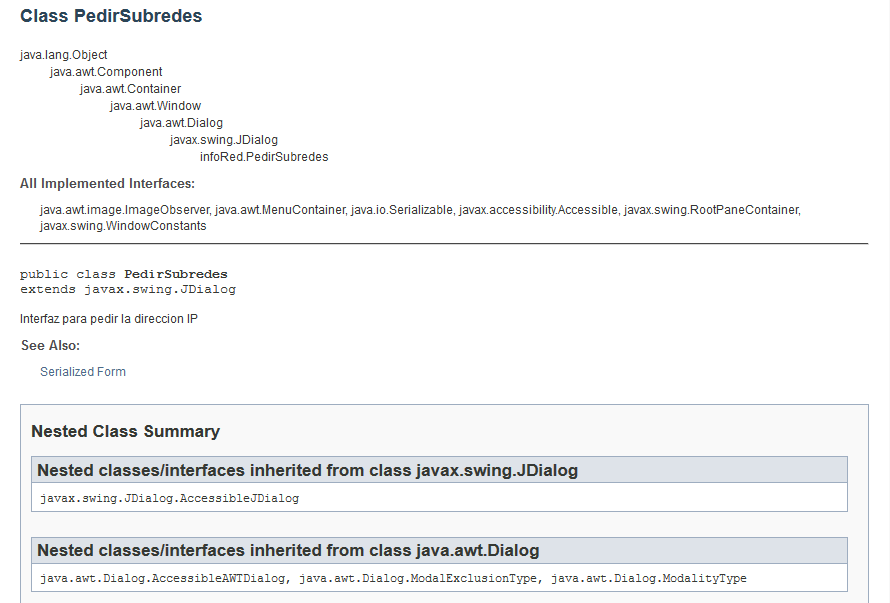 Class PedirSubredes
java.lang.Object
java.awt.Component
java.awt.Container
java.awt.Window
java.awt.Dialog
javax.swing.JDialog
infoRed.PedirSubredes
All Implemented Interfaces:
java.awt.image.ImageObserver, java.awt.MenuContainer, java.io.Serializable, javax.accessibility.Accessible, javax.swing.RootPaneContainer,
javax.swing.WindowConstants
public class PedirSubredes
extends javax.swing.JDialog
Interfaz para pedir la direccion IP
See Also:
Serialized Form
Nested Class Summary
Nested classes/interfaces inherited from class javax.swing.JDialog
javax.swing.JDialog.AccessibleJDialog
Nested classes/interfaces inherited from class java.awt.Dialog
java.awt.Dialog.AccessibleAWTDialog, java.awt.Dialog.ModalExclusionType, java.awt.Dialog.ModalityType